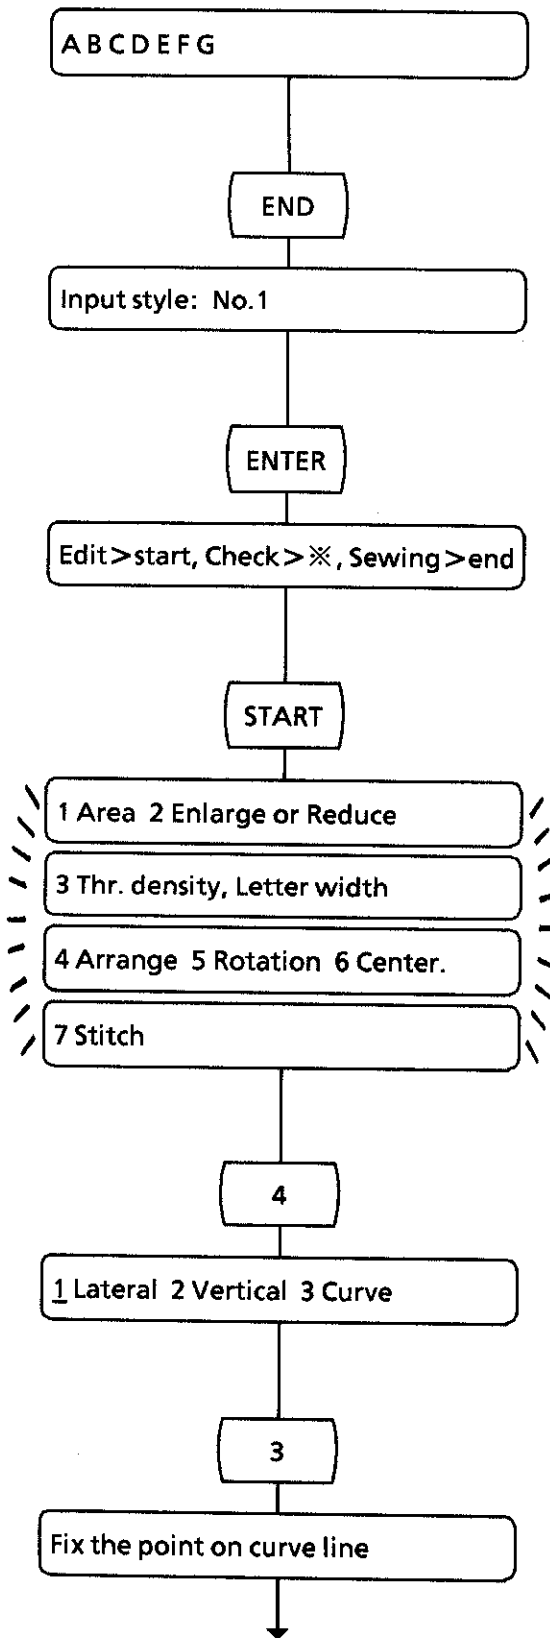 A B C D E F G
END
Input style: No.1
ENTER
Edit>start, Check>※, Sewing>end
START
1 Area 2 Enlarge or Reduce
3 Thr. density, Letter width
4 Arrange 5 Rotation 6 Center.
7 Stitch
4
1 Lateral 2 Vertical 3 Curve
3
Fix the point on curve line